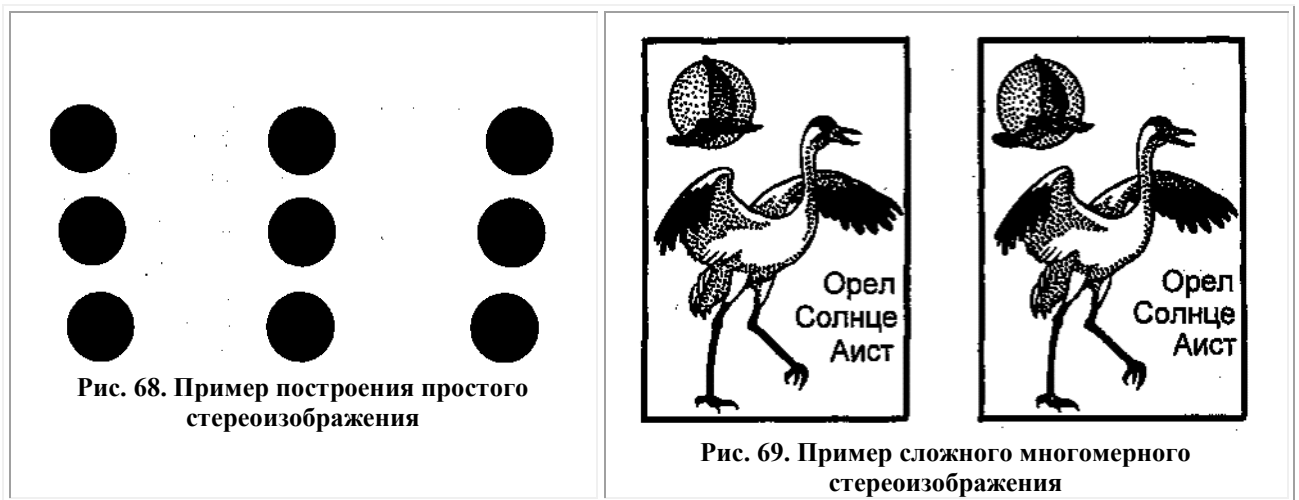 Рис. 68. Пример построения простого
стереоизображения
Орел
Солнце
Аист
Орел
Солнце
Аист
Рис. 69. Пример сложного многомерного
стереоизображения